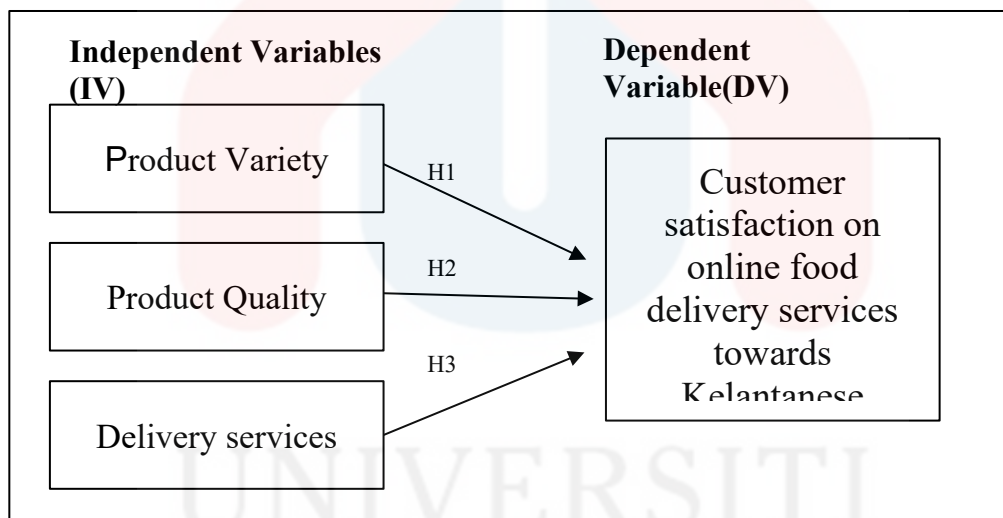 Independent Variables
(IV)
Dependent
Variable(DV)
Product Variety
H1
Product Quality
H2
Delivery services
H3
Customer
satisfaction on
online food
delivery services
towards
Kelantanese
UNIVERSITI